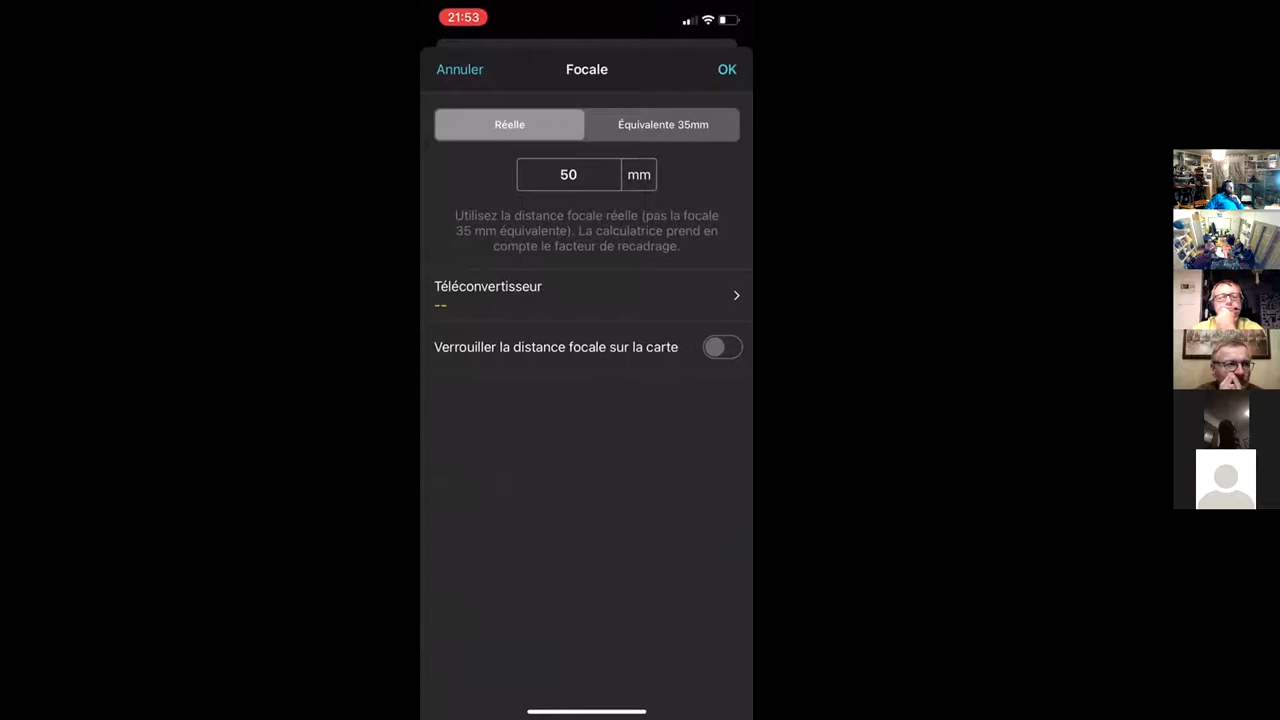 21:53
Annuler
Focale
OK
Réelle
Équivalente 35mm
50
mm
Utilisez la distance focale réelle (pas la focale
35 mm équivalente). La calculatrice prend en
compte le facteur de recadrage.
Téléconvertisseur
--
Verrouiller la distance focale sur la carte